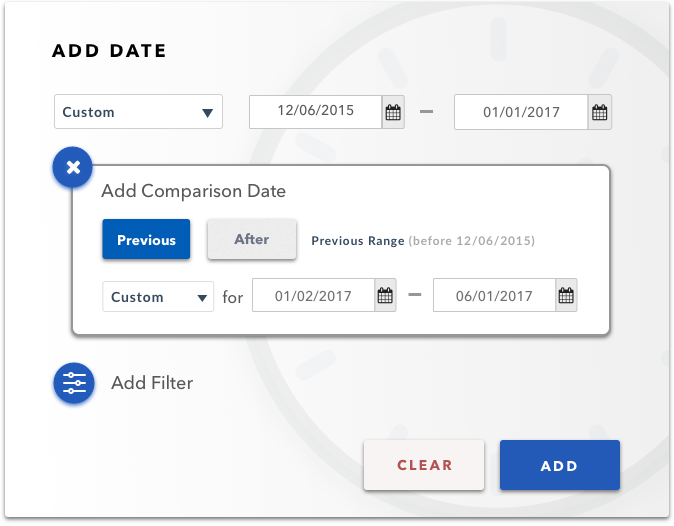 ADD DATE
Custom 12/06/2015 – 01/01/2017
Add Comparison Date
Previous After Previous Range (before 12/06/2015)
Custom for 01/02/2017 – 06/01/2017
Add Filter
CLEAR ADD